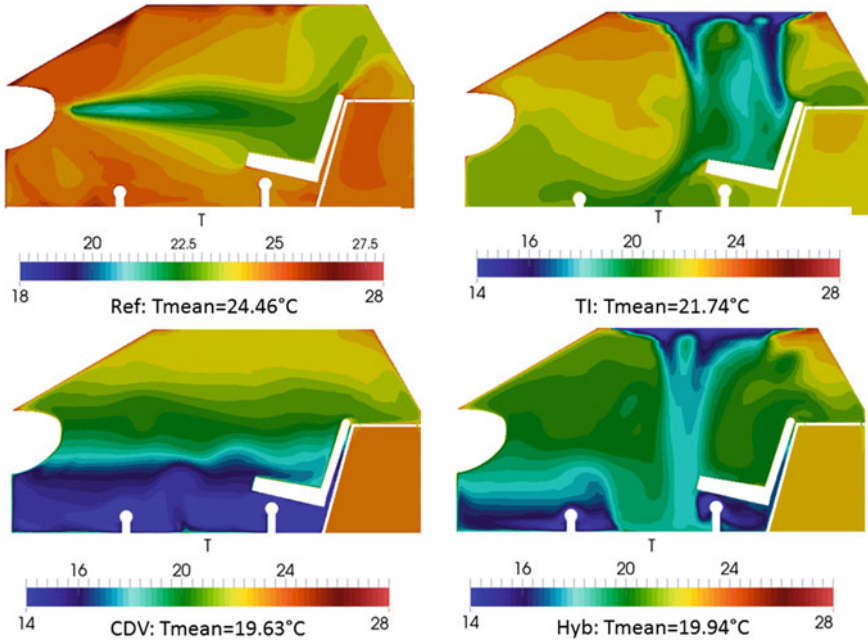 T
20 22.5 25 27.5
18 28
Ref: Tmean=24.46°C
T
16 20 24
14 28
TI: Tmean=21.74°C
T
16 20 24
14 28
CDV: Tmean=19.63°C
T
16 20 24
14 28
Hyb: Tmean=19.94°C